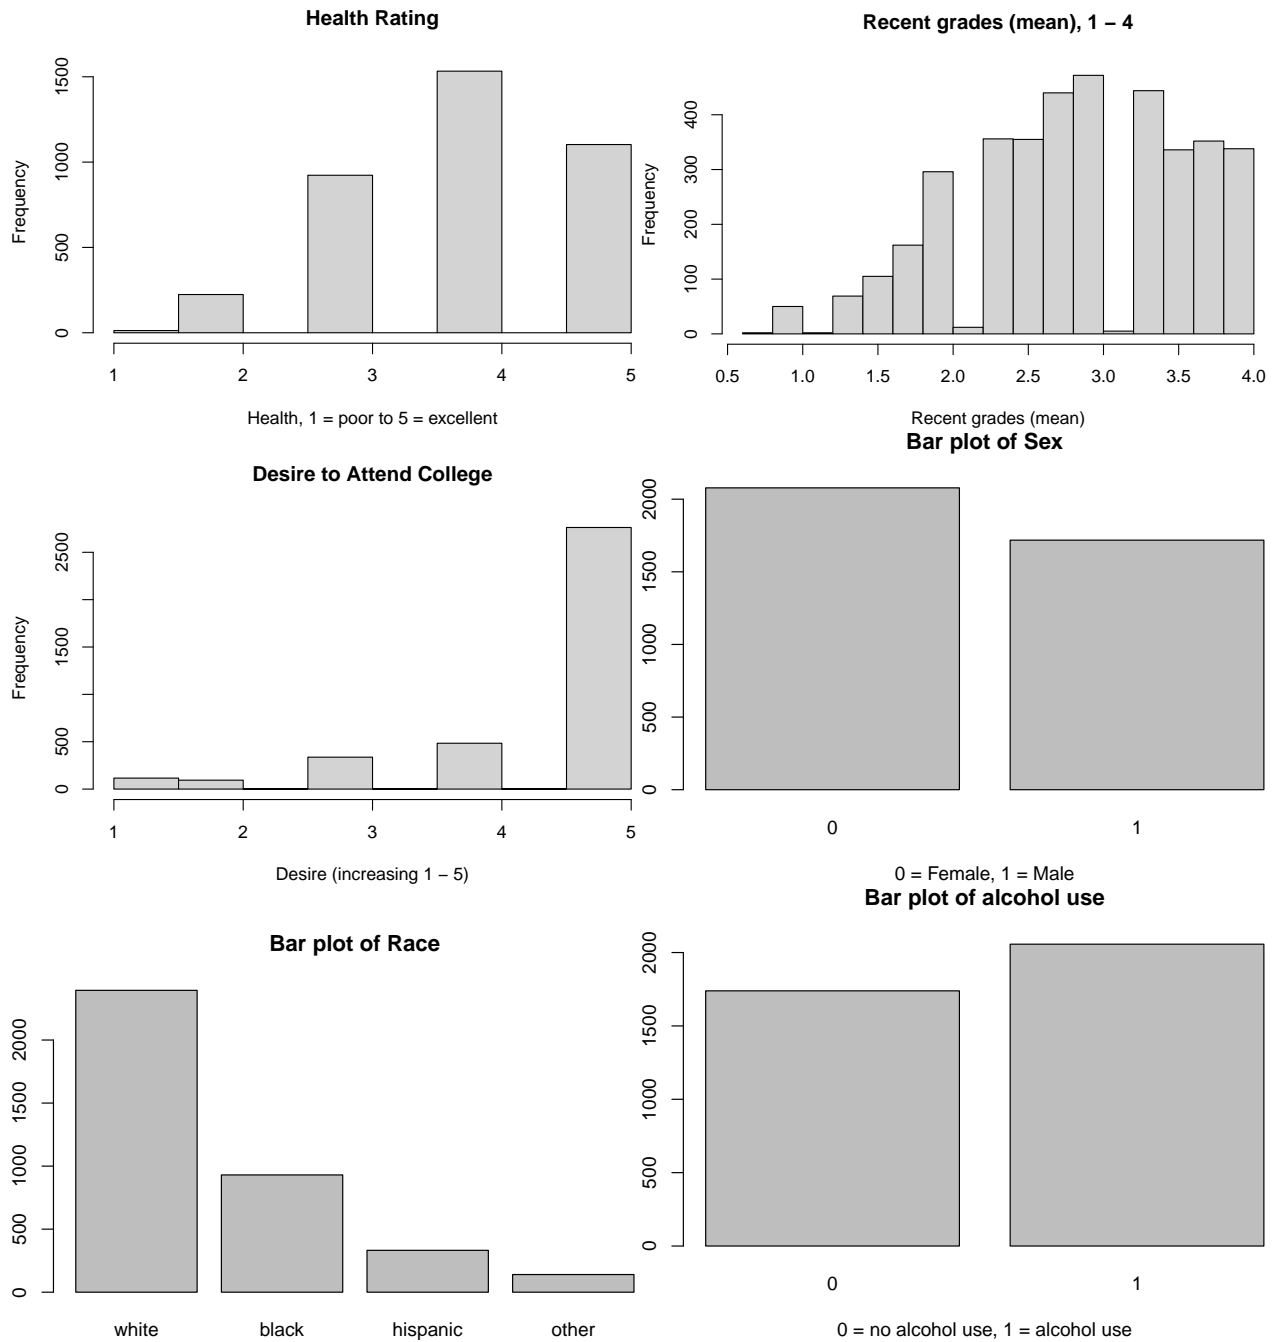 Health Rating
Frequency
0
500
1000
1500
1
2
3
4
5
Health, 1 = poor to 5 = excellent
Recent grades (mean), 1 − 4
Frequency
0
100
200
300
400
0.5
1.0
1.5
2.0
2.5
3.0
3.5
4.0
Recent grades (mean)
Desire to Attend College
Frequency
0
500
1500
2500
1
2
3
4
5
Desire (increasing 1 − 5)
Bar plot of Sex
0
500
1000
1500
2000
0
1
0 = Female, 1 = Male
Bar plot of Race
0
500
1000
1500
2000
white
black
hispanic
other
Bar plot of alcohol use
0
500
1000
1500
2000
0
1
0 = no alcohol use, 1 = alcohol use